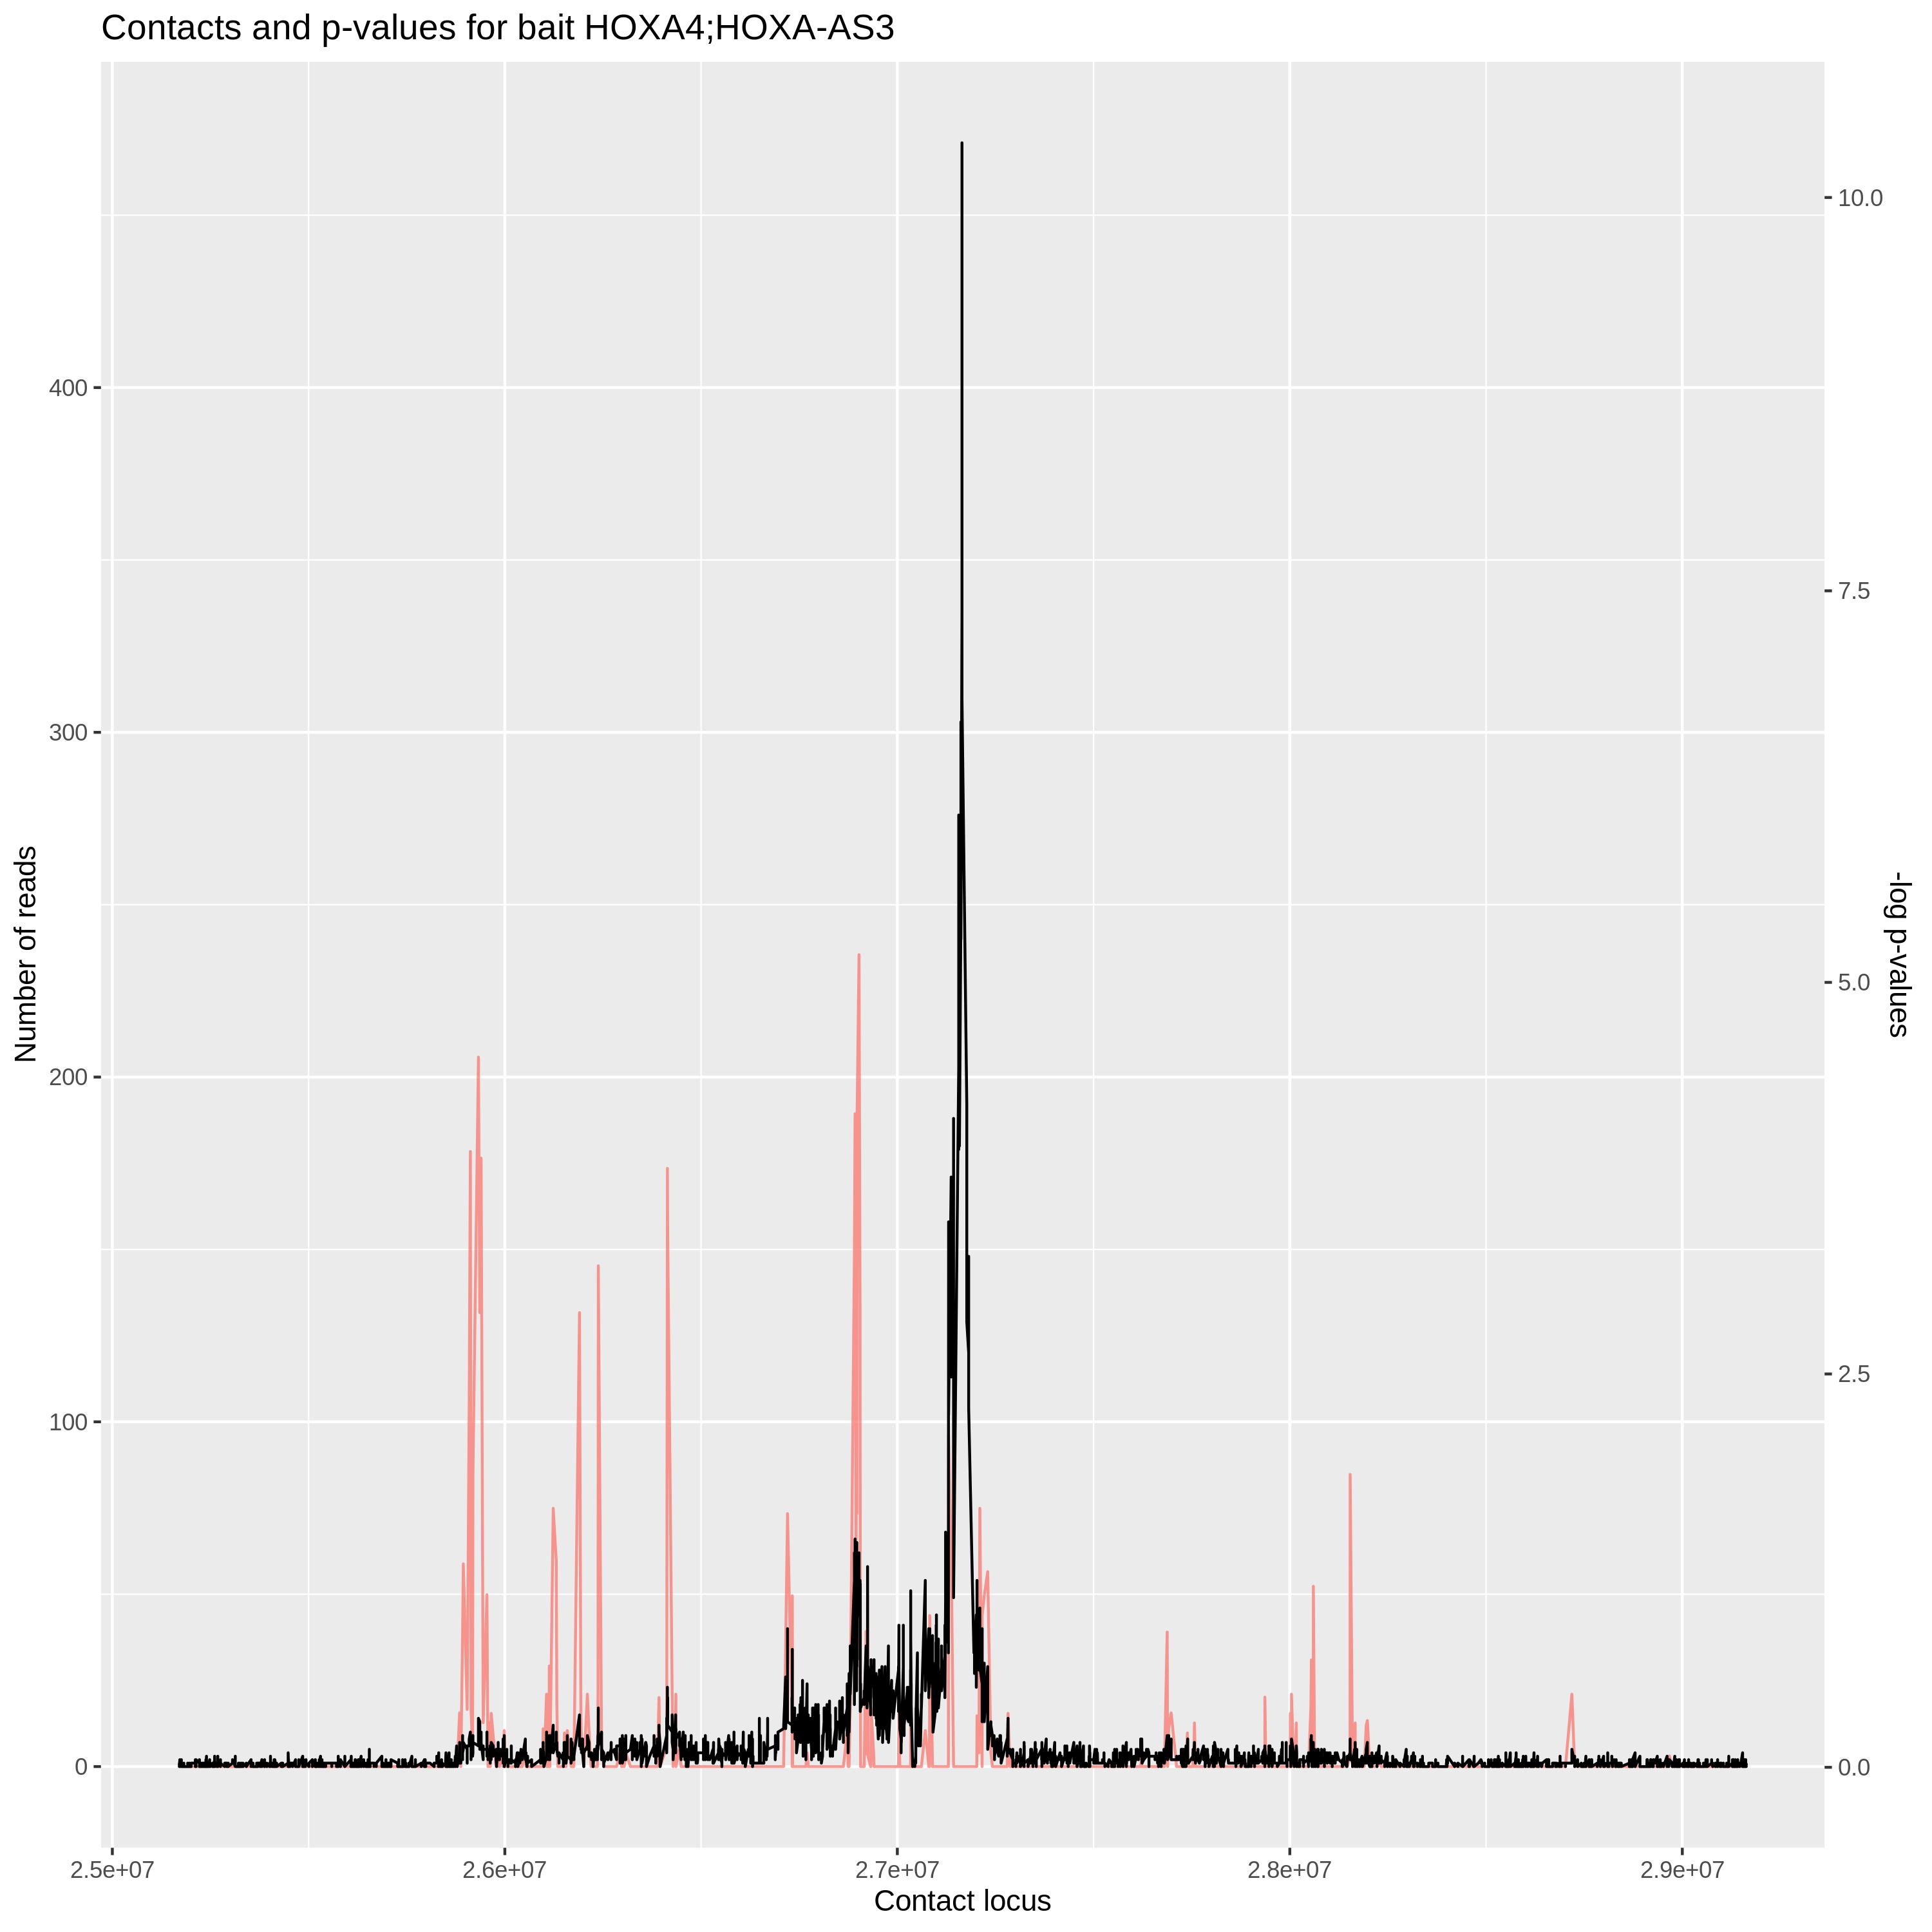 Contacts and p-values for bait HOXA4;HOXA-AS3
Number of reads
400
300
200
100
0
10.0
7.5
5.0
2.5
0.0
-log p-values
2.5e+07
2.6e+07
2.7e+07
2.8e+07
2.9e+07
Contact locus